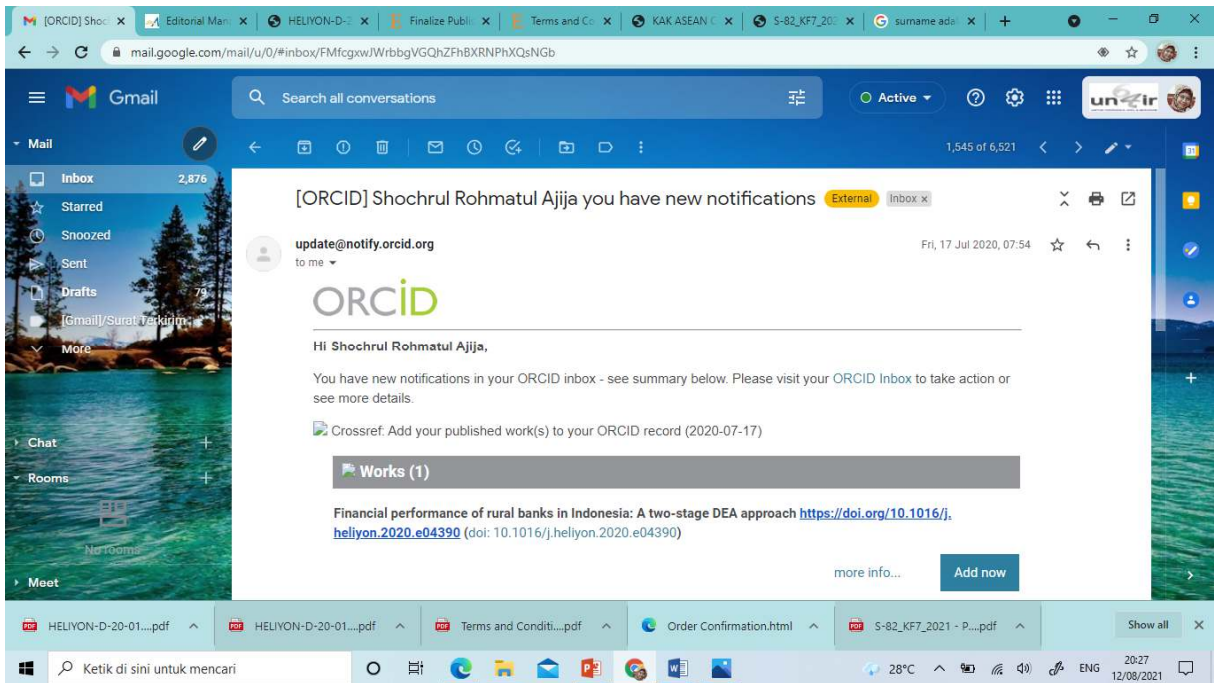 [ORCID] Shoc
Editorial Man
HELIYON-D-2
Finalize Public
Terms and Co
KAK ASEAN C
S-82_KF7_202
surname ada
mail.google.com/mail/u/0/#inbox/FMfcgxwJWrbbgVGQhZFhBXRNPhXQsNGb
Gmail
Search all conversations
Active
un4ir
Mail
1,545 of 6,521
31
Inbox 2,876
[ORCID] Shochrul Rohmatul Ajija you have new notifications External Inbox x
Starred
Snoozed
update@notify.orcid.org Fri, 17 Jul 2020, 07:54
Sent
to me
Drafts 79
ORCID
[Gmail]/Surat Terkirim
More
Hi Shochrul Rohmatul Ajija,
You have new notifications in your ORCID inbox - see summary below. Please visit your ORCID Inbox to take action or
see more details.
Crossref: Add your published work(s) to your ORCID record (2020-07-17)
Chat
Rooms
Works (1)
Financial performance of rural banks in Indonesia: A two-stage DEA approach https://doi.org/10.1016/j.
heliyon.2020.e04390 (doi: 10.1016/j.heliyon.2020.e04390)
No rooms
Meet
more info... Add now
HELIYON-D-20-01....pdf
HELIYON-D-20-01....pdf
Terms and Conditi....pdf
Order Confirmation.html
S-82_KF7_2021 - P....pdf
Show all
Ketik di sini untuk mencari
28°C
ENG
20:27
12/08/2021